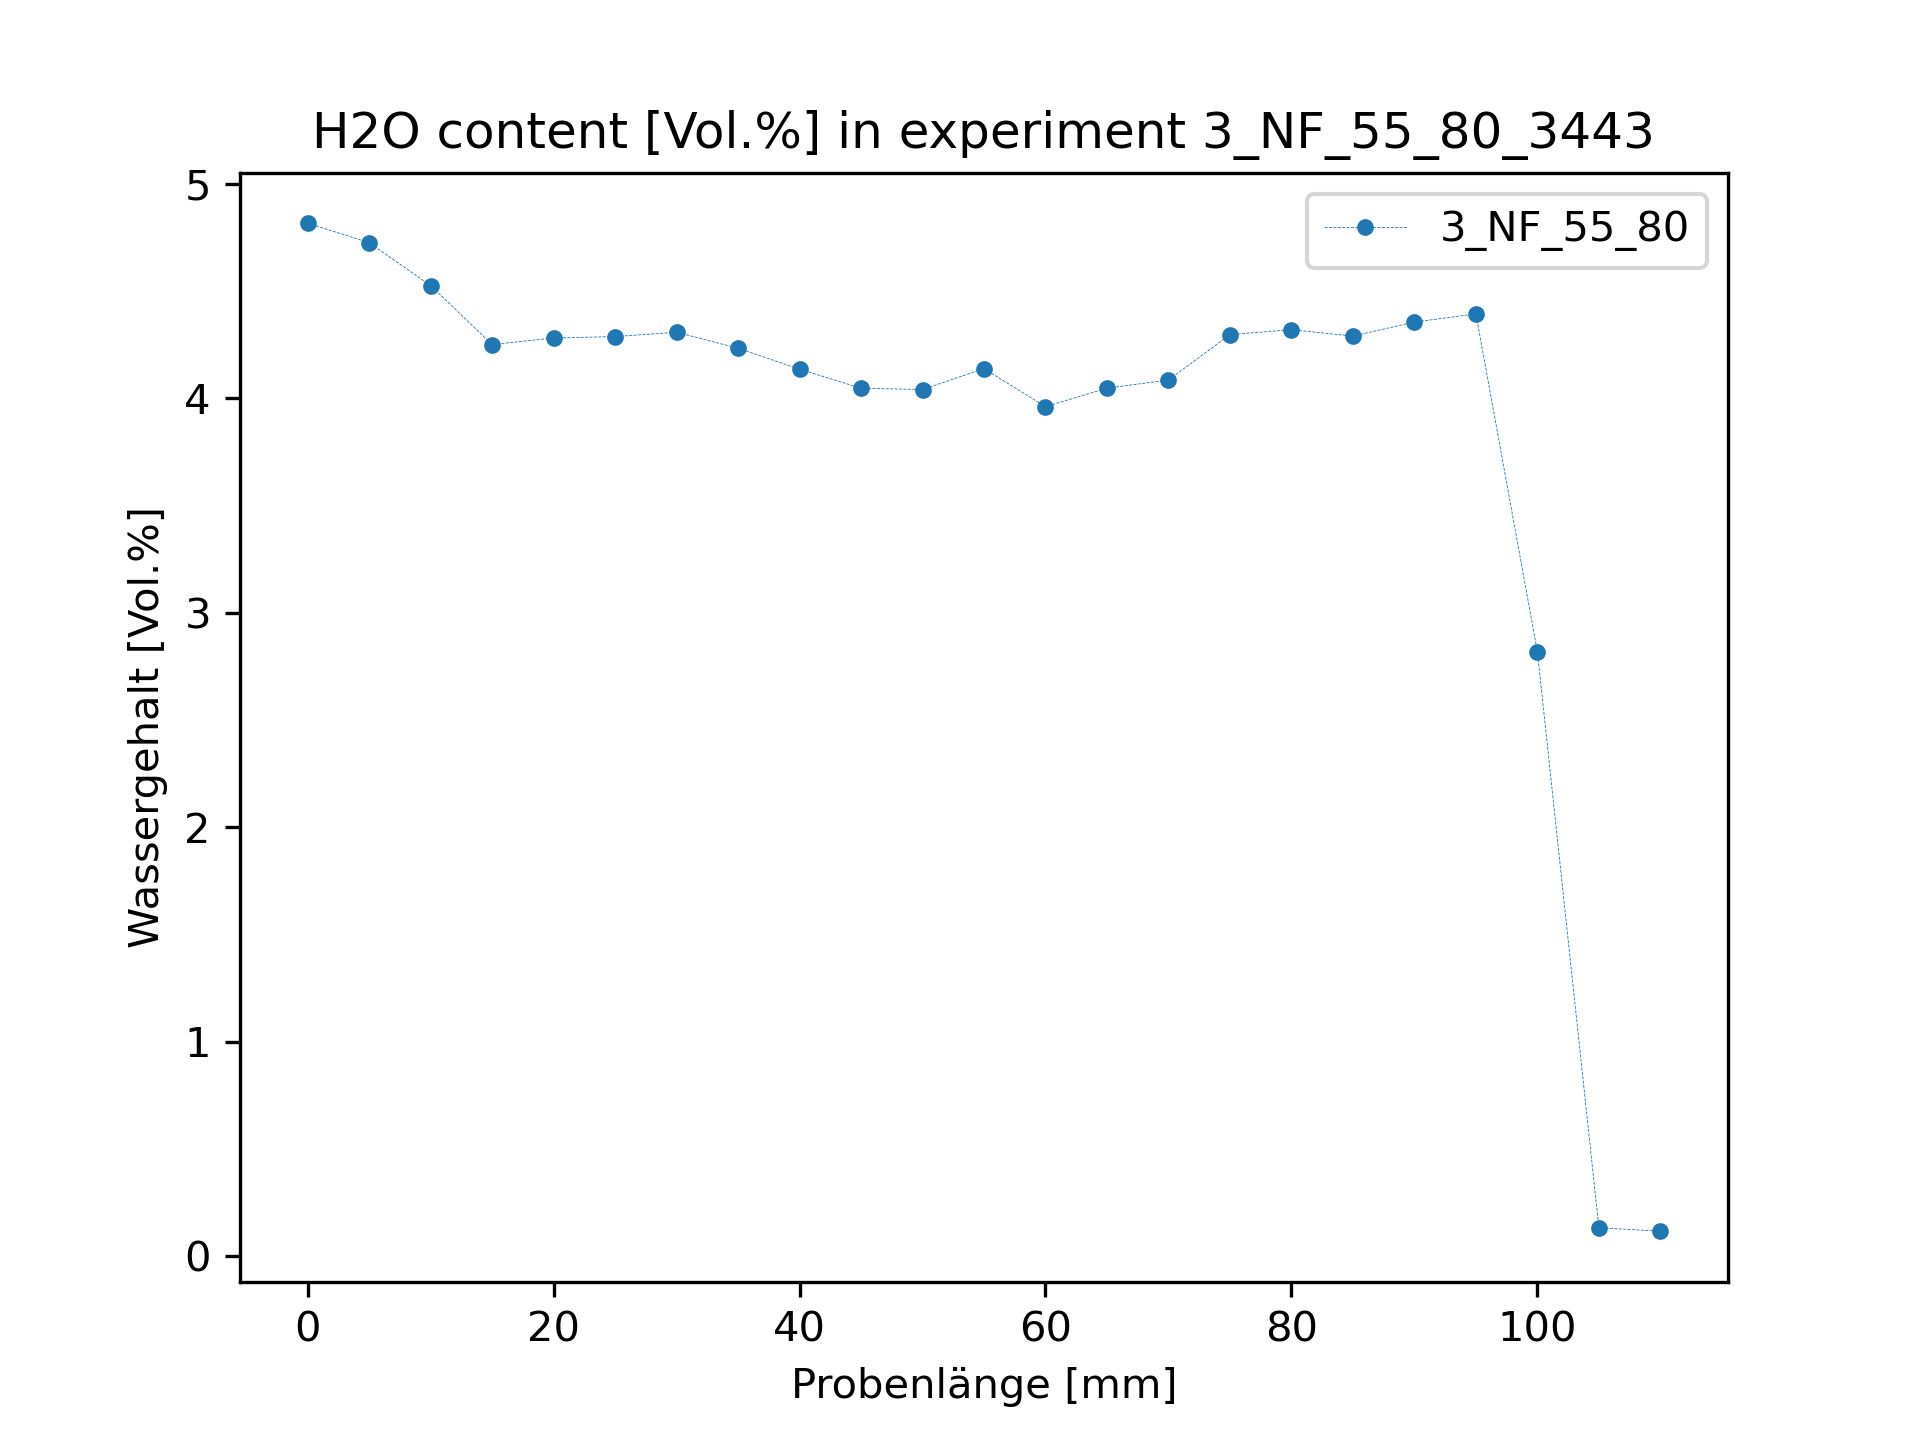 H2O content [Vol.%] in experiment 3_NF_55_80_3443
3_NF_55_80
5
4
3
2
1
0
Wassergehalt [Vol.%]
0 20 40 60 80 100
Probenlänge [mm]